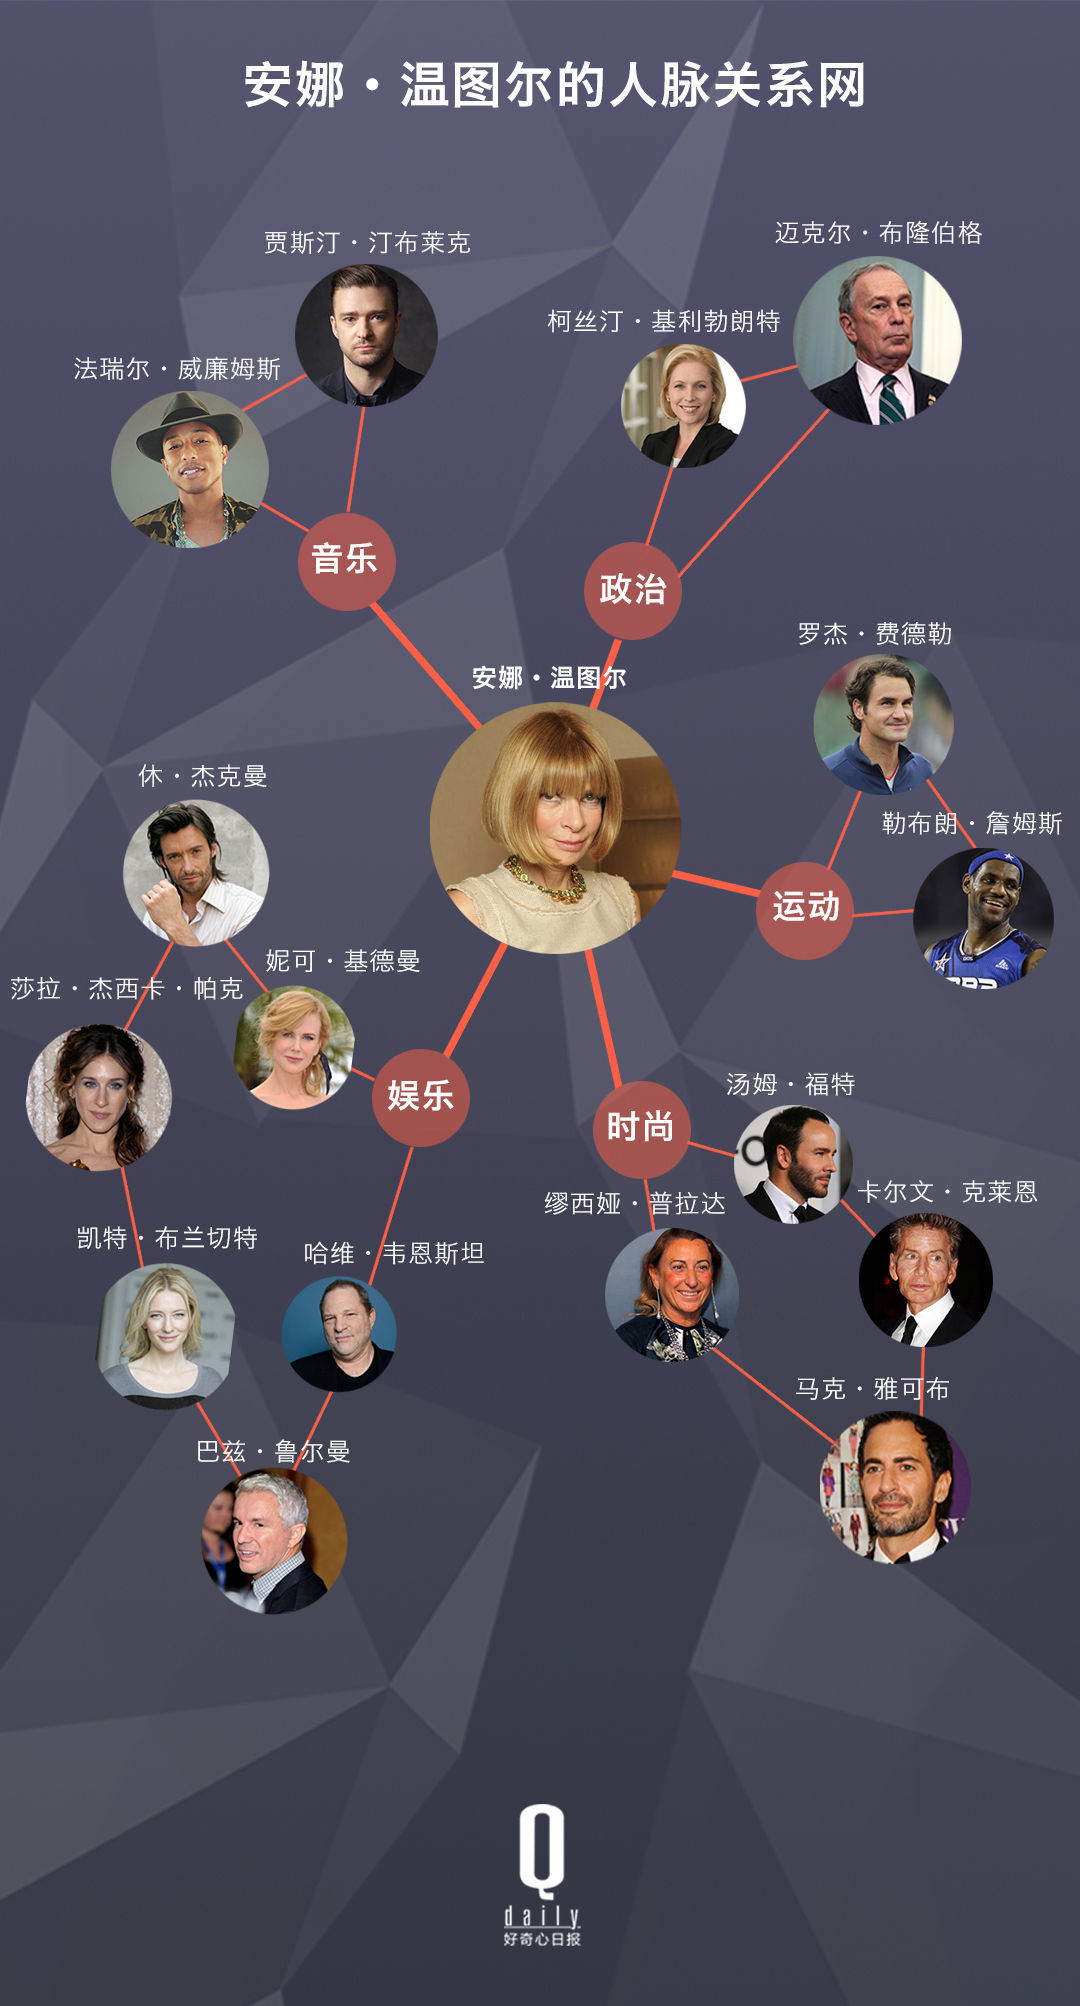 安娜·温图尔的人脉关系网
贾斯汀·汀布莱克
迈克尔·布隆伯格
柯丝汀·基利勃朗特
法瑞尔·威廉姆斯
音乐
政治
罗杰·费德勒
安娜·温图尔
休·杰克曼
勒布朗·詹姆斯
运动
妮可·基德曼
莎拉·杰西卡·帕克
娱乐
时尚
汤姆·福特
缪西娅·普拉达
卡尔文·克莱恩
凯特·布兰切特
哈维·韦恩斯坦
马克·雅可布
巴兹·鲁尔曼
Q
daily
好奇心日报